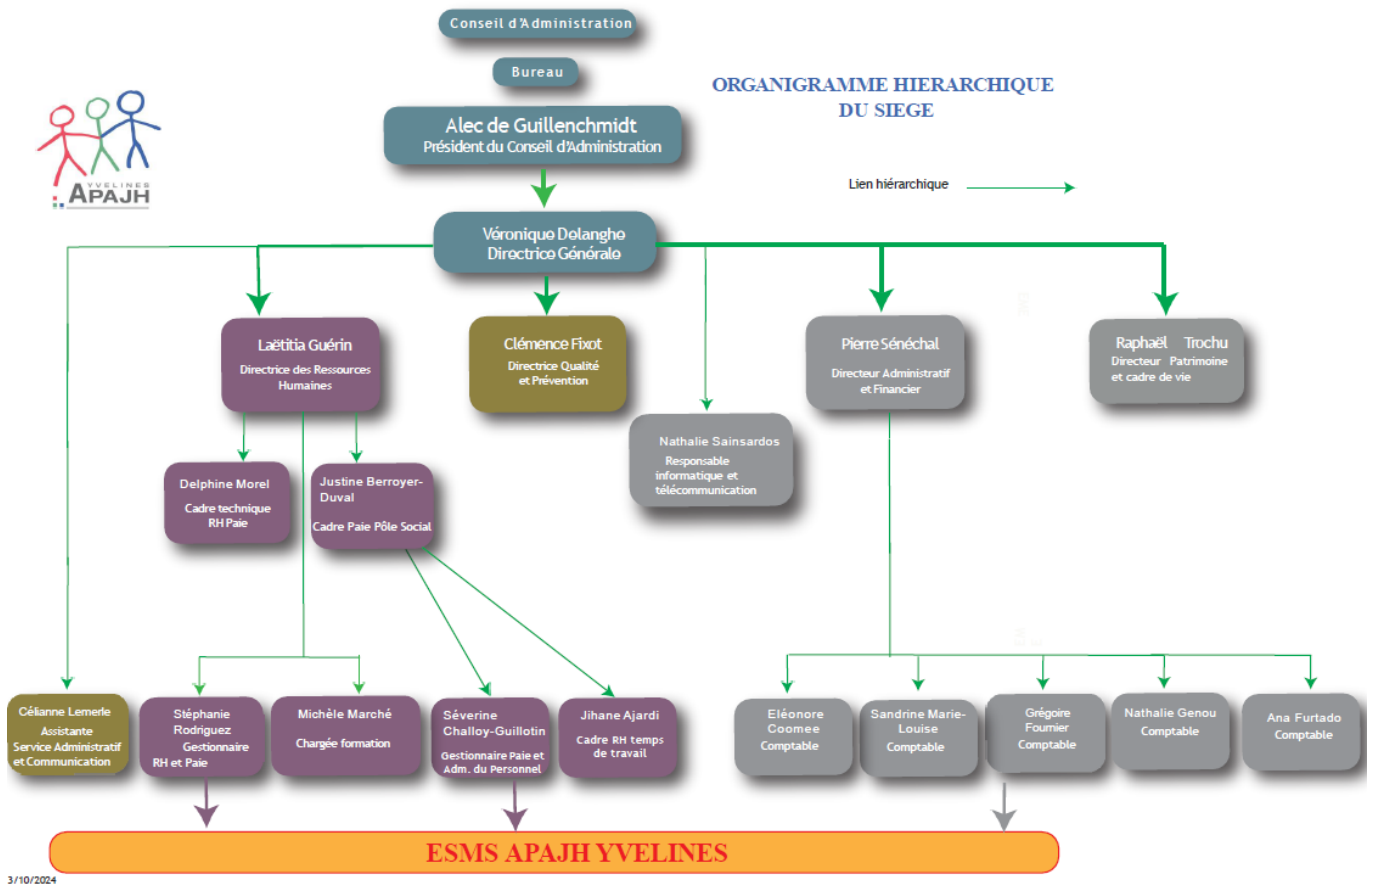 Conseil d'Administration
Bureau
ORGANIGRAMME HIERARCHIQUE
DU SIEGE
Alec de Guillenchmidt
Président du Conseil d'Administration
YVELINES
APAJH
Lien hiérarchique
Véronique Delanghe
Directrice Générale
Laëtitia Guérin
Directrice des Ressources
Humaines
Clémence Fixot
Directrice Qualité
et Prévention
Pierre Sénéchal
Directeur Administratif
et Financier
Raphaël Trochu
Directeur Patrimoine
et cadre de vie
Nathalie Sainsardos
Responsable
informatique et
télécommunication
Delphine Morel
Cadre technique
RH Paie
Justine Berroyer-
Duval
Cadre Paie Pôle Social
Célianne Lemerle
Assistante
Service Administratif
et Communication
Stéphanie
Rodriguez
Gestionnaire
RH et Paie
Michèle Marché
Chargée formation
Séverine
Challoy-Guillotin
Gestionnaire Paie et
Adm. du Personnel
Jihane Ajardi
Cadre RH temps
de travail
Eléonore
Coomee
Comptable
Sandrine Marie-
Louise
Comptable
Grégoire
Fournier
Comptable
Nathalie Genou
Comptable
Ana Furtado
Comptable
ESMS APAJH YVELINES
3/10/2024